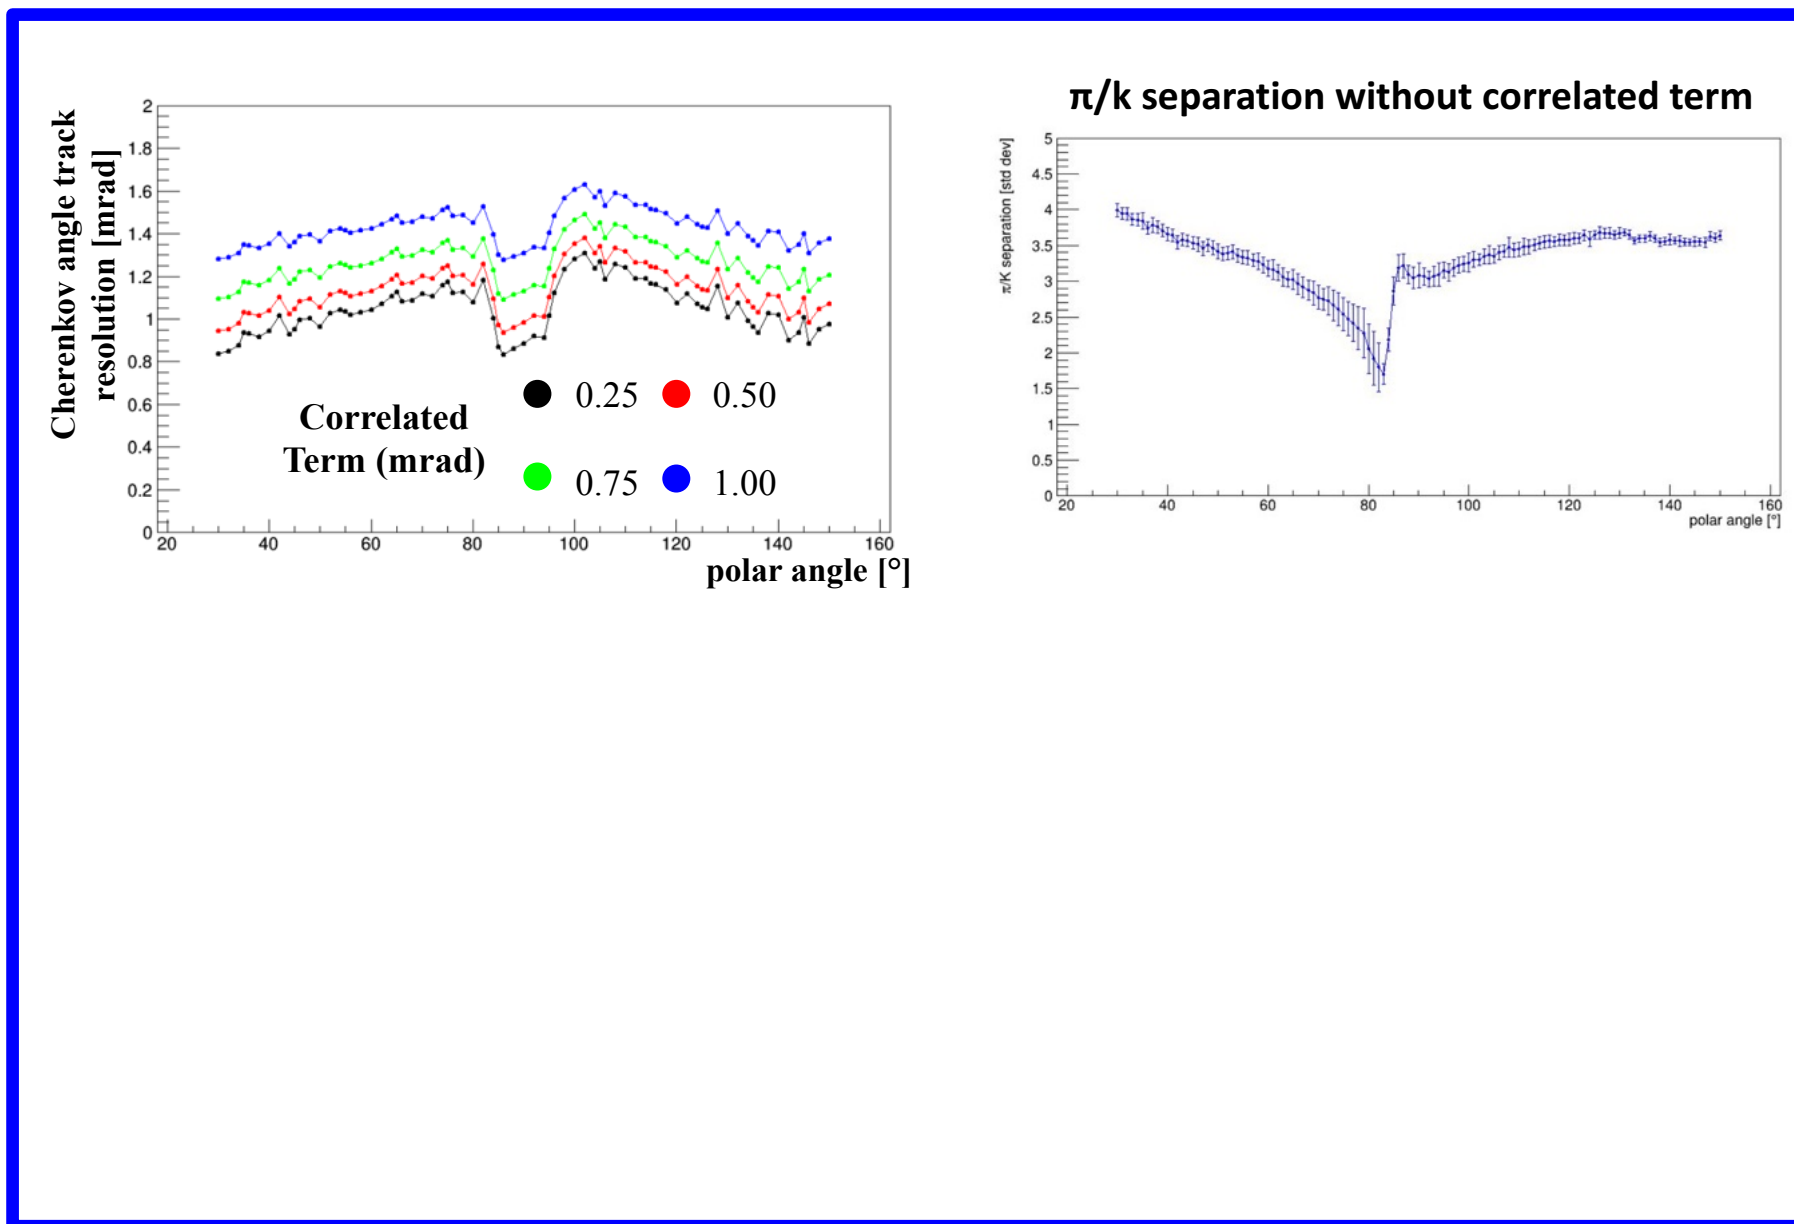 Cherenkov angle track
resolution [mrad]
2
1.8
1.6
1.4
1.2
1
0.8
0.6
0.4
0.2
0
20 40 60 80 100 120 140 160
polar angle [°]
Correlated
Term (mrad)
0.25 0.50
0.75 1.00
π/k separation without correlated term
π/K separation [std dev]
5
4.5
4
3.5
3
2.5
2
1.5
1
0.5
0
20 40 60 80 100 120 140 160
polar angle [°]